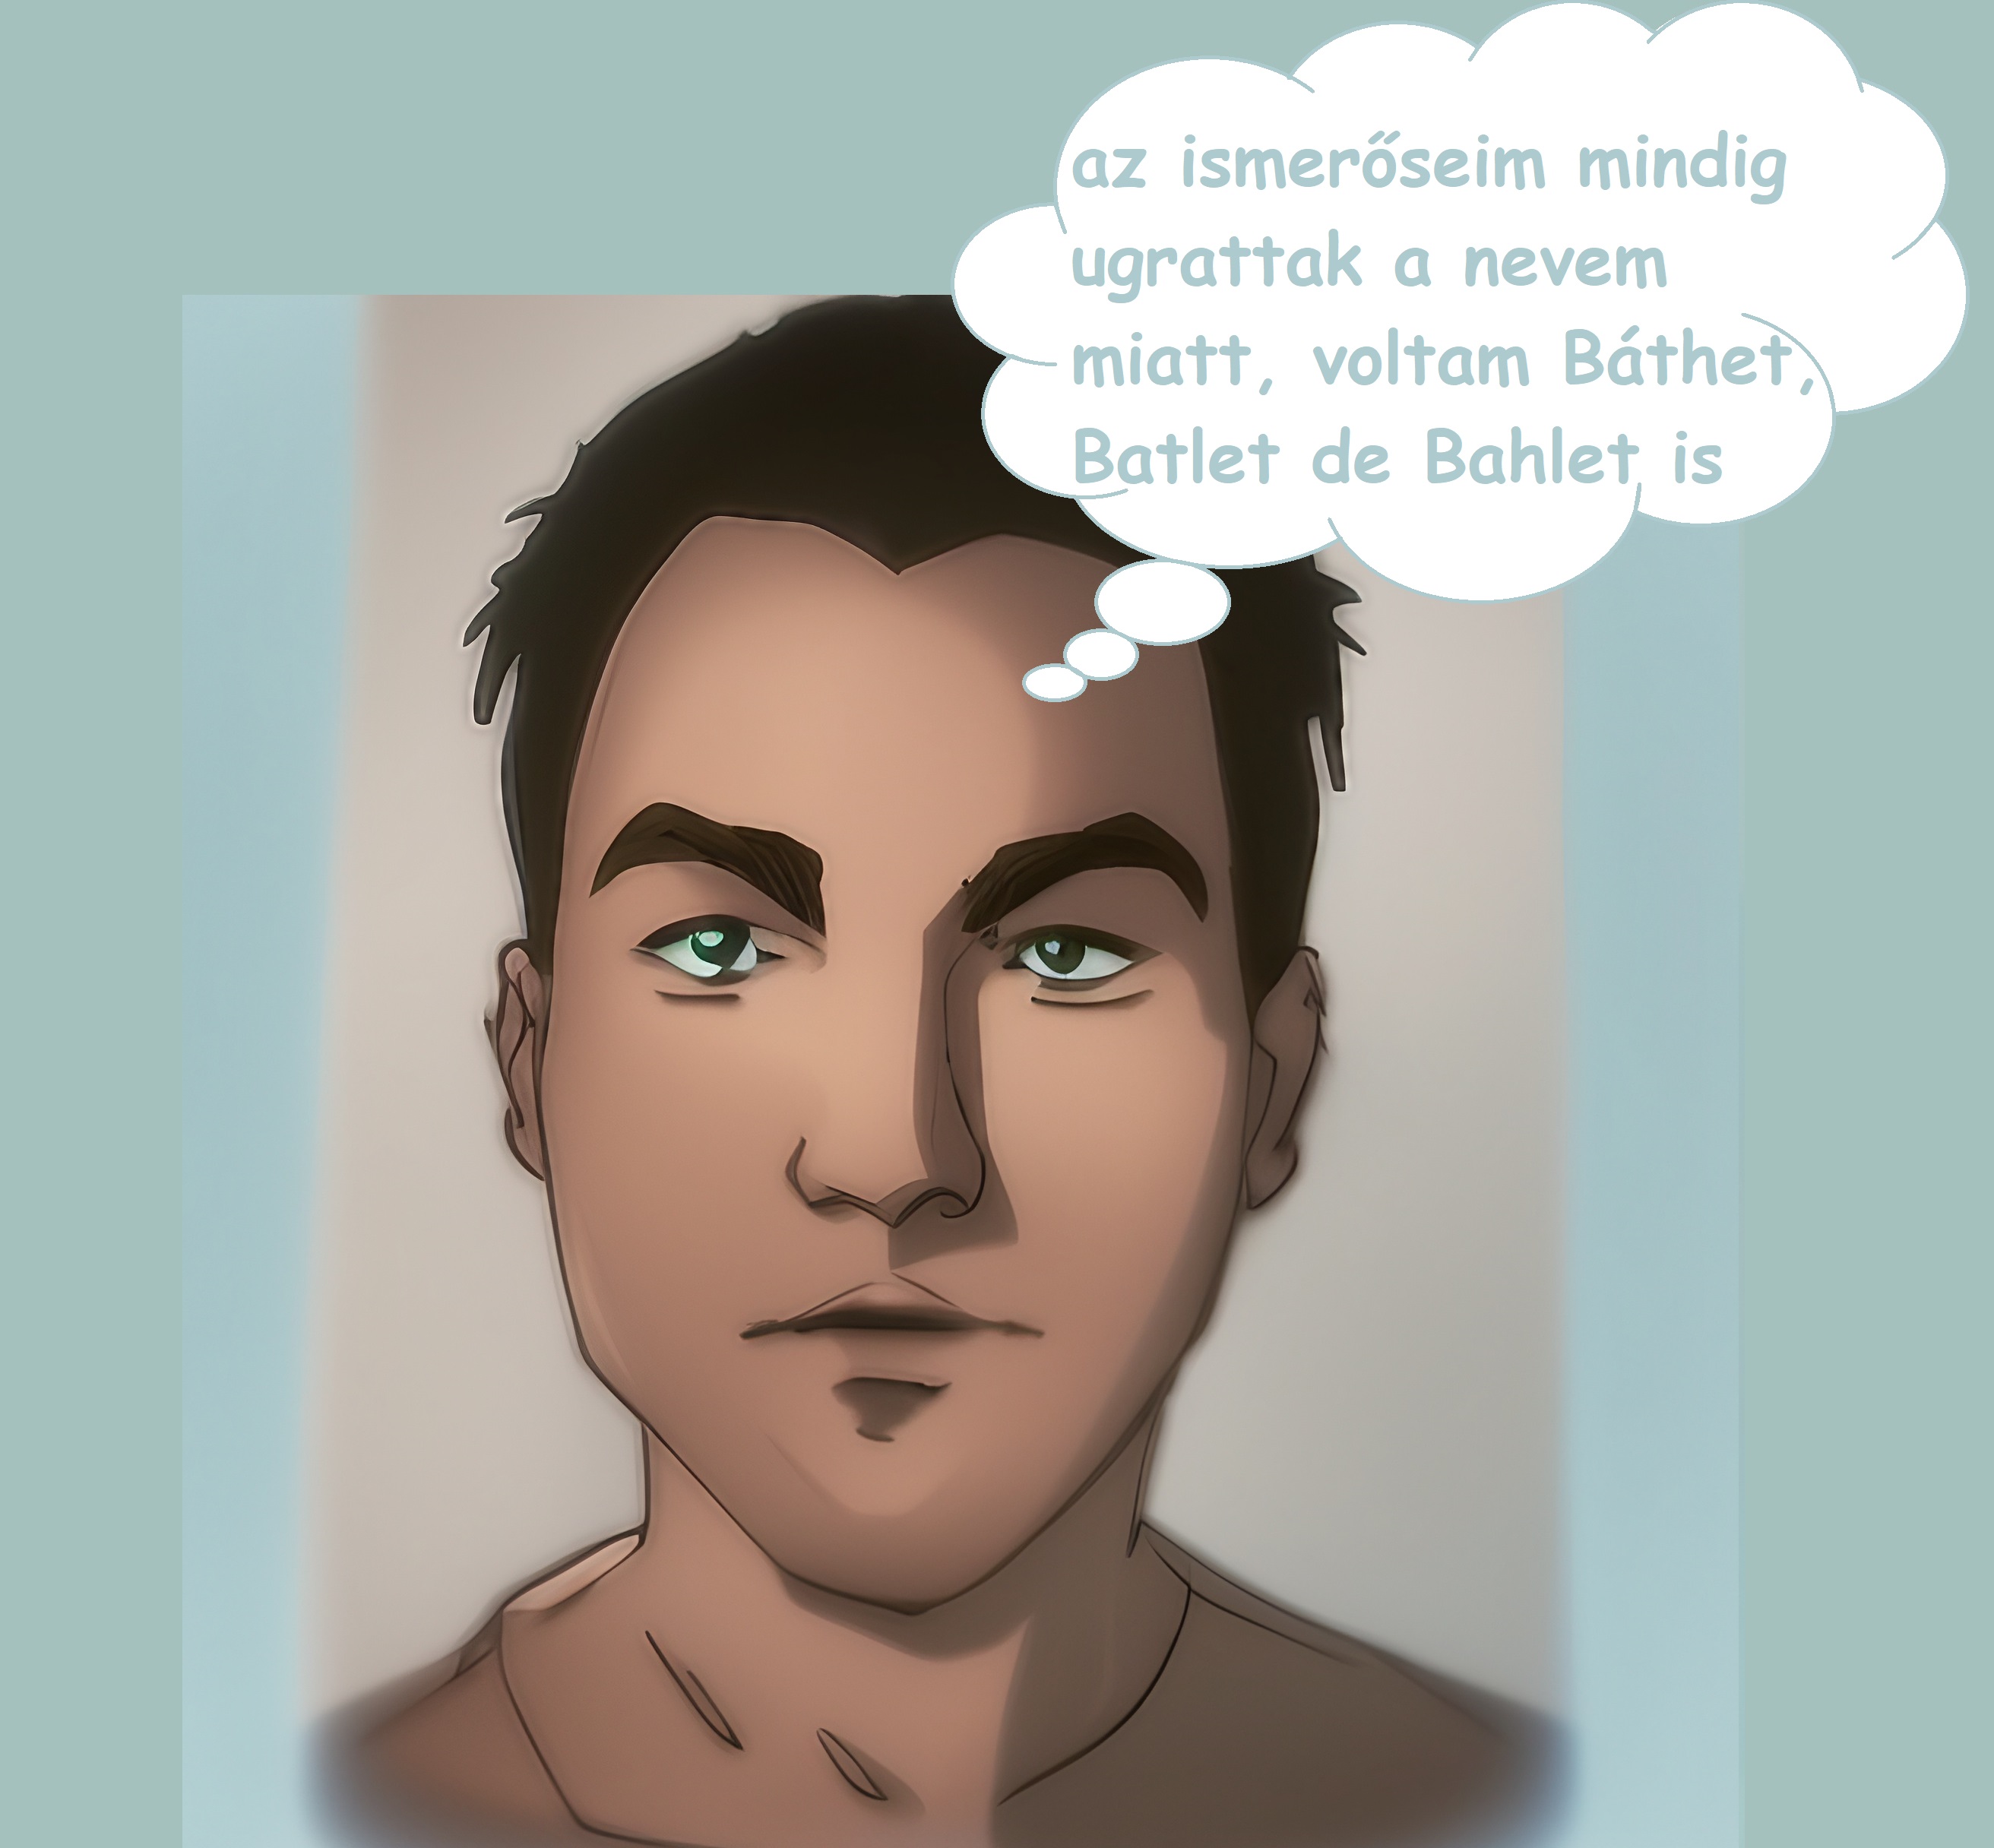 az ismerőseim mindig
ugrattak a nevem
miatt, voltam Báthet,
Batlet de Bahlet is